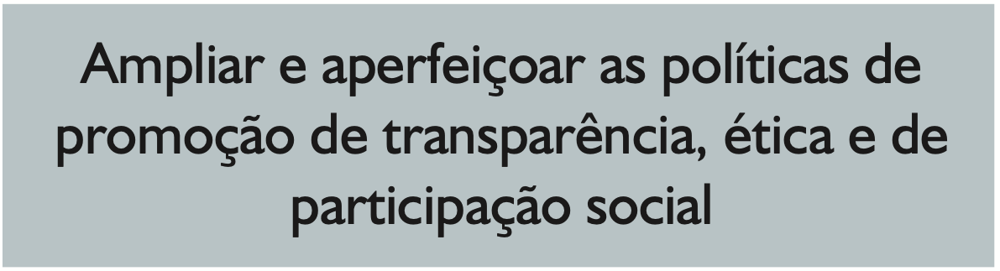 Ampliar e aperfeiçoar as políticas de
promoção de transparência, ética e de
participação social